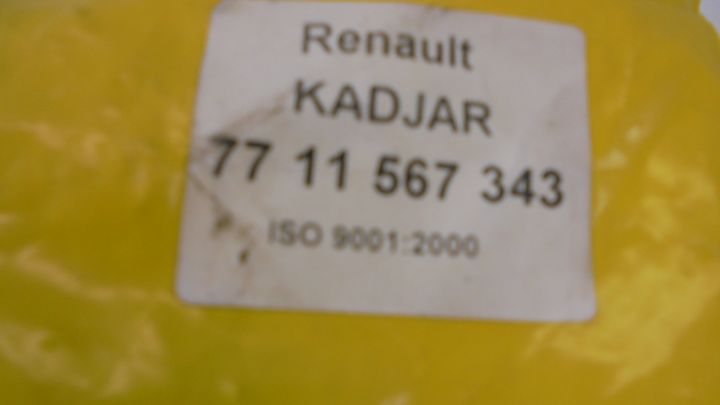 Renault
KADJAR
77 11 567 343
ISO 9001:2000